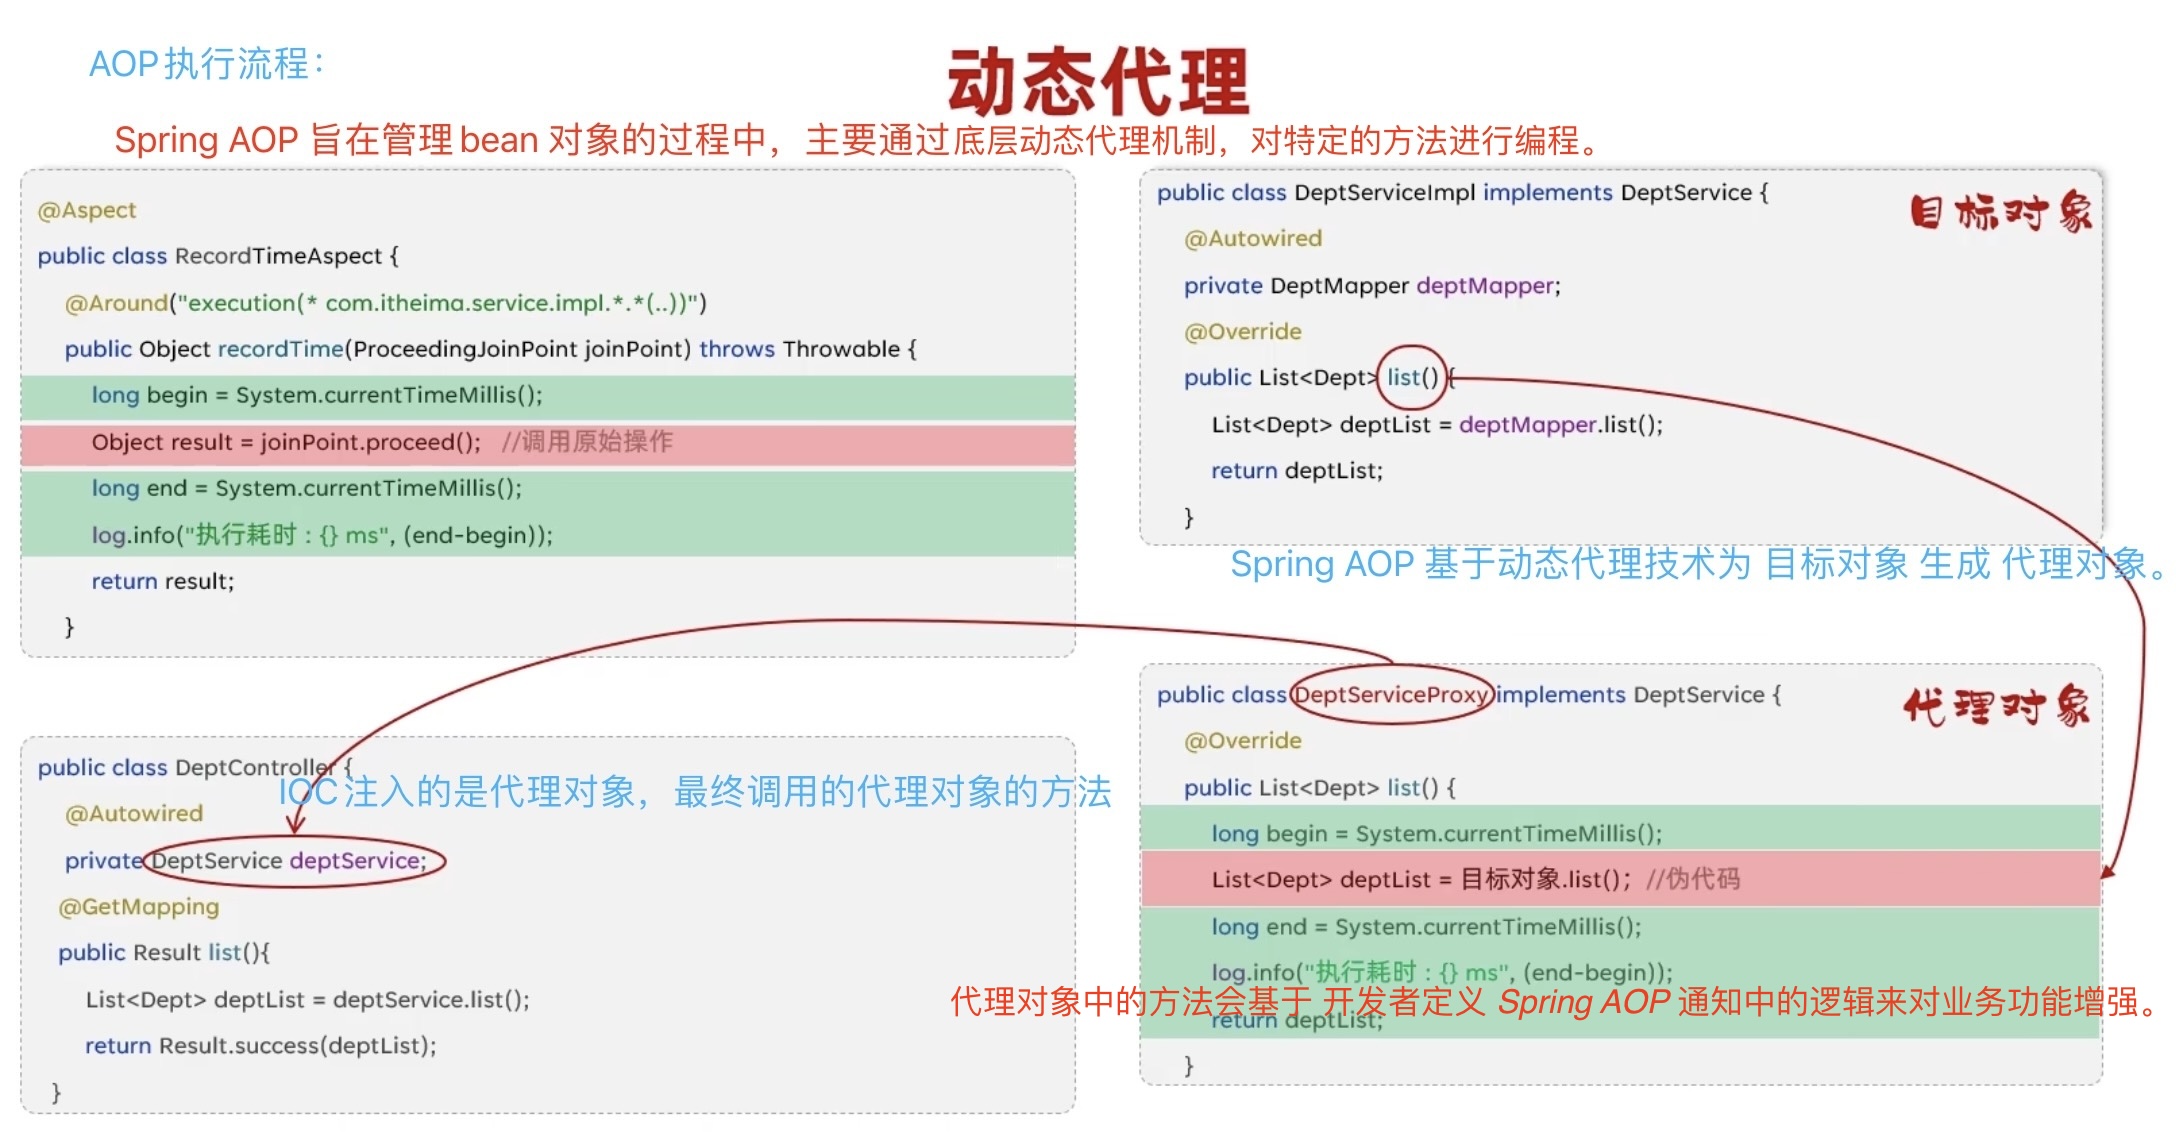 AOP执行流程：
动态代理
Spring AOP 旨在管理bean 对象的过程中，主要通过底层动态代理机制，对特定的方法进行编程。
@Aspect
public class RecordTimeAspect {
@Around("execution(* com.itheima.service.impl.*.*(..))")
public Object recordTime(ProceedingJoinPoint joinPoint) throws Throwable {
long begin = System.currentTimeMillis();
Object result = joinPoint.proceed(); //调用原始操作
long end = System.currentTimeMillis();
log.info("执行耗时 : {} ms", (end-begin));
return result;
}
public class DeptServiceImpl implements DeptService {
目标对象
@Autowired
private DeptMapper deptMapper;
@Override
public List<Dept> list() {
List<Dept> deptList = deptMapper.list();
return deptList;
}
Spring AOP 基于动态代理技术为 目标对象 生成 代理对象。
public class DeptController {
IOC注入的是代理对象，最终调用的代理对象的方法
@Autowired
private DeptService deptService;
@GetMapping
public Result list(){
List<Dept> deptList = deptService.list();
return Result.success(deptList);
}
public class DeptServiceProxy implements DeptService {
代理对象
@Override
public List<Dept> list() {
long begin = System.currentTimeMillis();
List<Dept> deptList = 目标对象.list(); //伪代码
long end = System.currentTimeMillis();
log.info("执行耗时 : {} ms", (end-begin));
代理对象中的方法会基于 开发者定义 Spring AOP 通知中的逻辑来对业务功能增强。
return deptList;
}